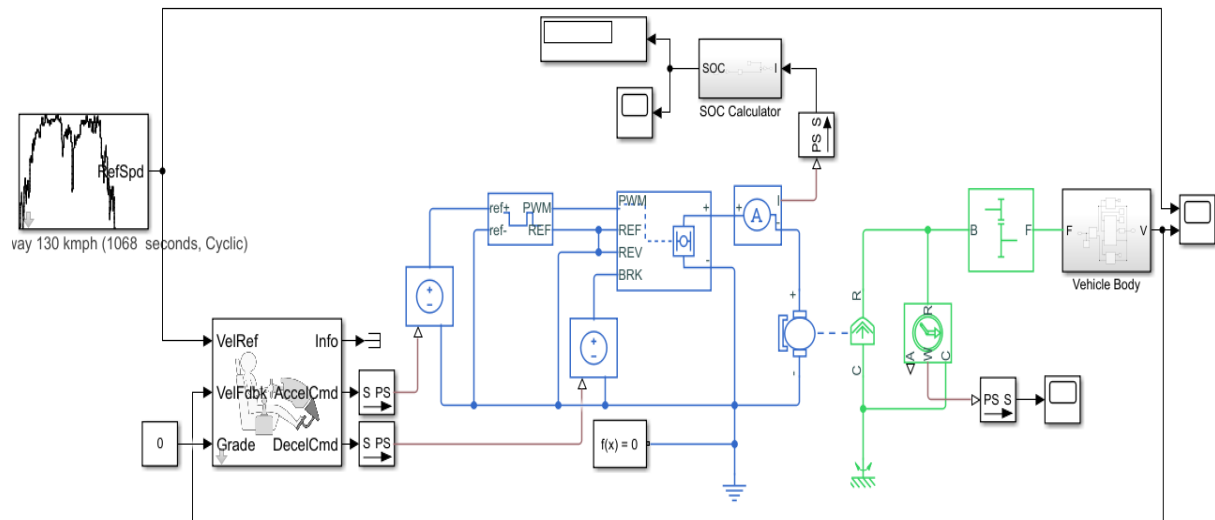 RefSpd
way 130 kmph (1068 seconds, Cyclic)
SOC
I
SOC Calculator
PS S
ref+
PWM
ref-
REF
PWM
REF
REV
BRK
+
-
+
A
I
-
+
-
+
-
+
-
R
C
A
W
R
C
B
F
F
V
Vehicle Body
VelRef
Info
VelFdbk
AccelCmd
Grade
DecelCmd
S PS
S PS
0
f(x) = 0
PS S